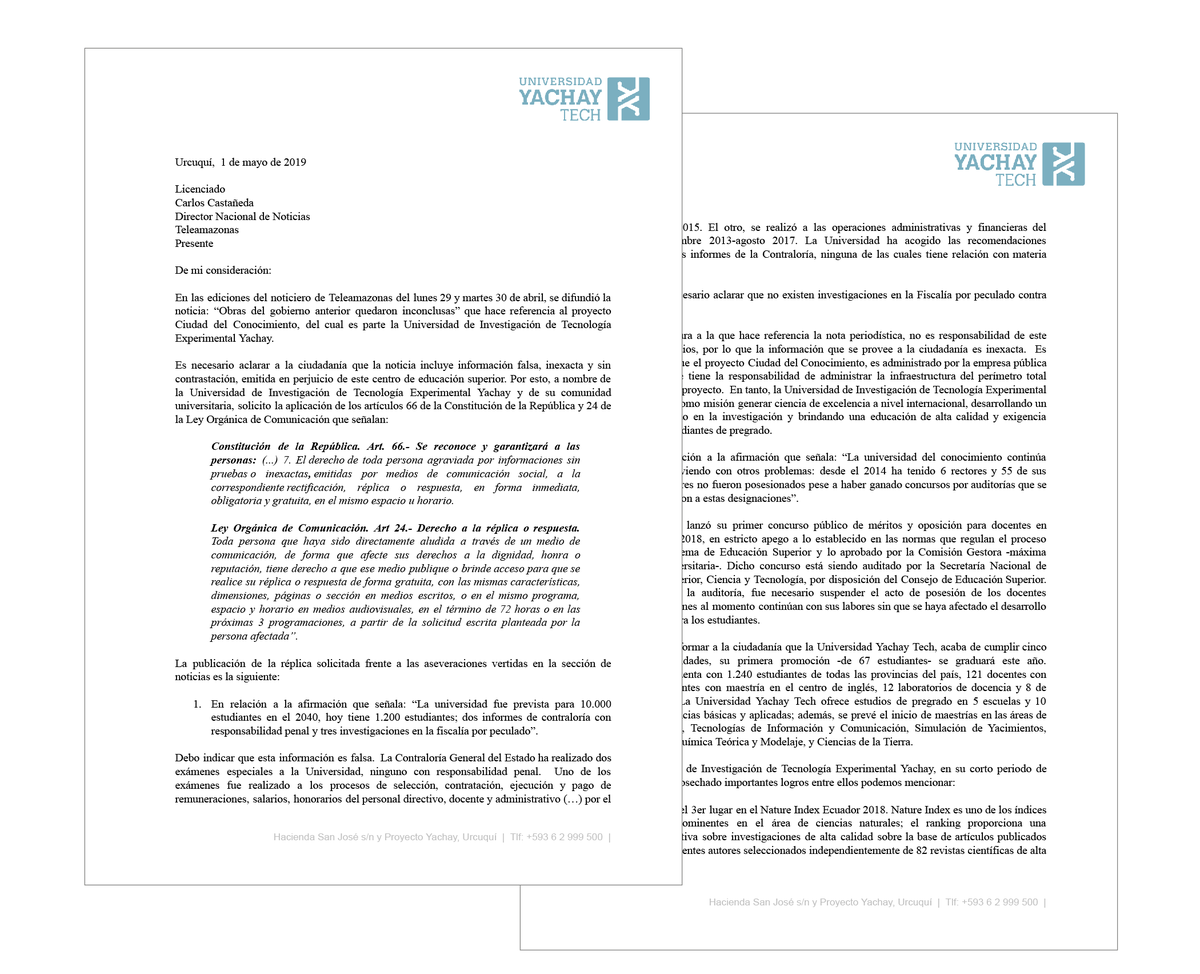 UNIVERSIDAD
YACHAY
TECH
Urcuquí, 1 de mayo de 2019
Licenciado
Carlos Castañeda
Director Nacional de Noticias
Teleamazonas
Presente
De mi consideración:
En las ediciones del noticiero de Teleamazonas del lunes 29 y martes 30 de abril, se difundió la
noticia: “Obras del gobierno anterior quedaron inconclusas” que hace referencia al proyecto
Ciudad del Conocimiento, del cual es parte la Universidad de Investigación de Tecnología
Experimental Yachay.
Es necesario aclarar a la ciudadanía que la noticia incluye información falsa, inexacta y sin
contrastación, emitida en perjuicio de este centro de educación superior. Por esto, a nombre de
la Universidad de Investigación de Tecnología Experimental Yachay y de su comunidad
universitaria, solicito la aplicación de los artículos 66 de la Constitución de la República y 24 de
la Ley Orgánica de Comunicación que señalan:
Constitución de la República. Art. 66.- Se reconoce y garantizará a las
personas: (...) 7. El derecho de toda persona agraviada por informaciones sin
pruebas o inexactas, emitidas por medios de comunicación social, a la
correspondiente rectificación, réplica o respuesta, en forma inmediata,
obligatoria y gratuita, en el mismo espacio u horario.
Ley Orgánica de Comunicación. Art 24.- Derecho a la réplica o respuesta.
Toda persona que haya sido directamente aludida a través de un medio de
comunicación, de forma que afecte sus derechos a la dignidad, honra o
reputación, tiene derecho a que ese medio publique o brinde acceso para que se
realice su réplica o respuesta de forma gratuita, con las mismas características,
dimensiones, páginas o sección en medios escritos, o en el mismo programa,
espacio y horario en medios audiovisuales, en el término de 72 horas o en las
próximas 3 programaciones, a partir de la solicitud escrita planteada por la
persona afectada”.
La publicación de la réplica solicitada frente a las aseveraciones vertidas en la sección de
noticias es la siguiente:
1. En relación a la afirmación que señala: “La universidad fue prevista para 10.000
estudiantes en el 2040, hoy tiene 1.200 estudiantes; dos informes de contraloría con
responsabilidad penal y tres investigaciones en la fiscalía por peculado”.
Debo indicar que esta información es falsa. La Contraloría General del Estado ha realizado dos
exámenes especiales a la Universidad, ninguno con responsabilidad penal. Uno de los
exámenes fue realizado a los procesos de selección, contratación, ejecución y pago de
remuneraciones, salarios, honorarios del personal directivo, docente y administrativo (…) por el
Hacienda San José s/n y Proyecto Yachay, Urcuquí | Tlf: +593 6 2 999 500 |
UNIVERSIDAD
YACHAY
TECH
015. El otro, se realizó a las operaciones administrativas y financieras del
mbre 2013-agosto 2017. La Universidad ha acogido las recomendaciones
s informes de la Contraloría, ninguna de las cuales tiene relación con materia
esario aclarar que no existen investigaciones en la Fiscalía por peculado contra
ura a la que hace referencia la nota periodística, no es responsabilidad de este
ios, por lo que la información que se provee a la ciudadanía es inexacta. Es
ue el proyecto Ciudad del Conocimiento, es administrado por la empresa pública
e tiene la responsabilidad de administrar la infraestructura del perímetro total
proyecto. En tanto, la Universidad de Investigación de Tecnología Experimental
omo misión generar ciencia de excelencia a nivel internacional, desarrollando un
o en la investigación y brindando una educación de alta calidad y exigencia
diantes de pregrado.
ción a la afirmación que señala: “La universidad del conocimiento continúa
viendo con otros problemas: desde el 2014 ha tenido 6 rectores y 55 de sus
res no fueron posesionados pese a haber ganado concursos por auditorías que se
on a estas designaciones”.
lanzó su primer concurso público de méritos y oposición para docentes en
2018, en estricto apego a lo establecido en las normas que regulan el proceso
ema de Educación Superior y lo aprobado por la Comisión Gestora -máxima
ersitaria-. Dicho concurso está siendo auditado por la Secretaría Nacional de
erior, Ciencia y Tecnología, por disposición del Consejo de Educación Superior.
la auditoría, fue necesario suspender el acto de posesión de los docentes
nes al momento continúan con sus labores sin que se haya afectado el desarrollo
ra los estudiantes.
formar a la ciudadanía que la Universidad Yachay Tech, acaba de cumplir cinco
dades, su primera promoción -de 67 estudiantes- se graduará este año.
enta con 1.240 estudiantes de todas las provincias del país, 121 docentes con
ntes con maestría en el centro de inglés, 12 laboratorios de docencia y 8 de
La Universidad Yachay Tech ofrece estudios de pregrado en 5 escuelas y 10
cias básicas y aplicadas; además, se prevé el inicio de maestrías en las áreas de
, Tecnologías de Información y Comunicación, Simulación de Yacimientos,
uímica Teórica y Modelaje, y Ciencias de la Tierra.
de Investigación de Tecnología Experimental Yachay, en su corto periodo de
osechado importantes logros entre ellos podemos mencionar:
el 3er lugar en el Nature Index Ecuador 2018. Nature Index es uno de los índices
ominentes en el área de ciencias naturales; el ranking proporciona una
tiva sobre investigaciones de alta calidad sobre la base de artículos publicados
entes autores seleccionados independientemente de 82 revistas científicas de alta
Hacienda San José s/n y Proyecto Yachay, Urcuquí | Tlf: +593 6 2 999 500 |